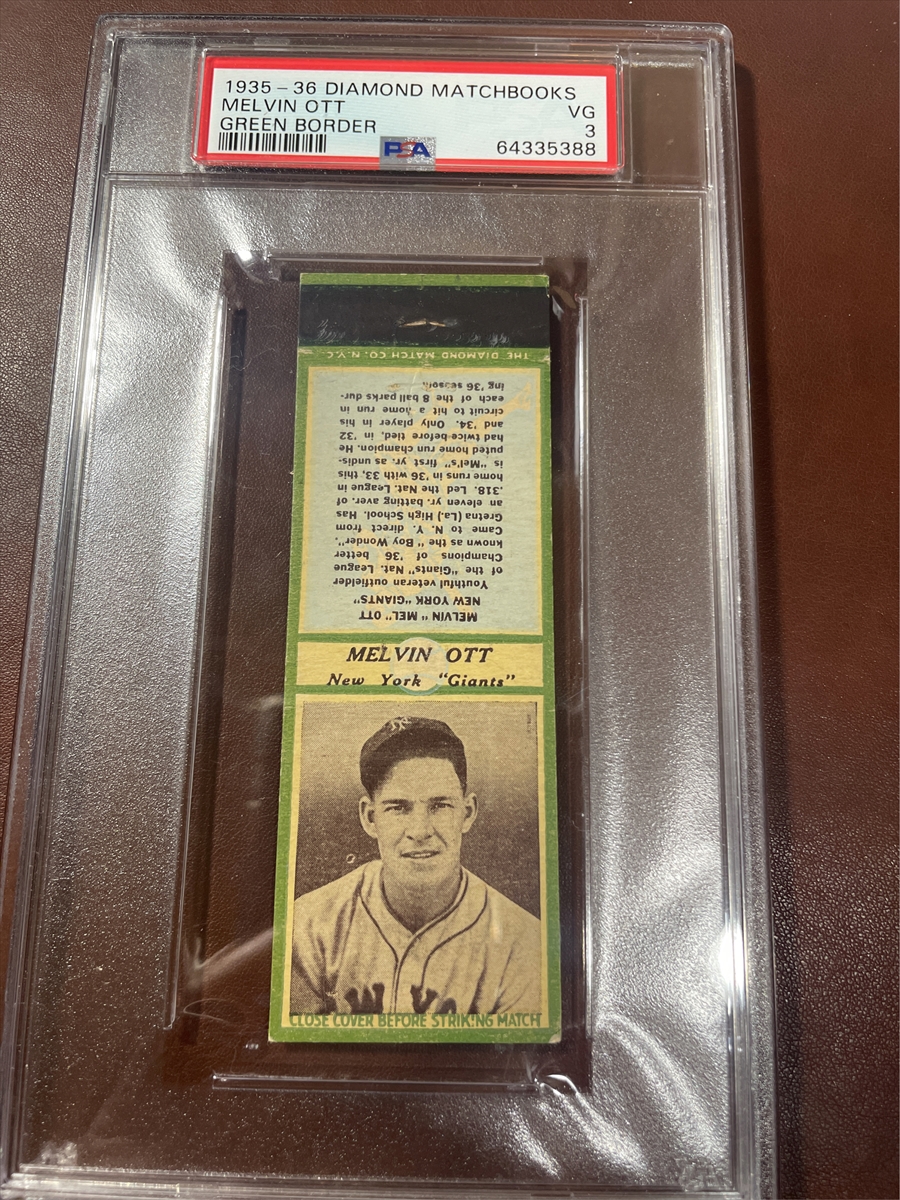 1935-36 DIAMOND MATCHBOOKS
MELVIN OTT VG
GREEN BORDER 3
PSA 64335388
THE DIAMOND MATCH CO. N.Y.C.
MELVIN "MEL" OTT
NEW YORK "GIANTS"
Youthful veteran outfielder
of the "Giants" Nat. League
Champions of '36 better
known as the "Boy Wonder".
Came to N. Y. direct from
Gretna (La.) High School. Has
an eleven yr. batting aver. of
.318. Led the Nat. League in
home runs in '36 with 33, this
is "Mel's" first yr. as undis-
puted home run champion. He
had twice before tied, in '32
and '34. Only player in his
circuit to hit a home run in
each of the 8 ball parks dur-
ing '36 season.
MELVIN OTT
New York "Giants"
NY
CLOSE COVER BEFORE STRIKING MATCH